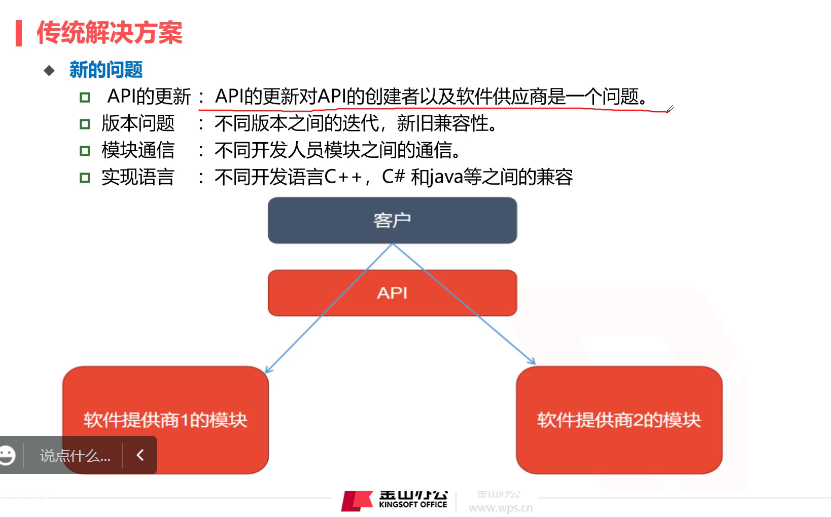 传统解决方案
新的问题
API的更新：API的更新对API的创建者以及软件供应商是一个问题。
版本问题 ：不同版本之间的迭代，新旧兼容性。
模块通信 ：不同开发人员模块之间的通信。
实现语言 ：不同开发语言C++，C# 和java等之间的兼容
客户
API
软件提供商1的模块
软件提供商2的模块
说点什么...
金山办公
KINGSOFT OFFICE
金山办公
www.wps.cn